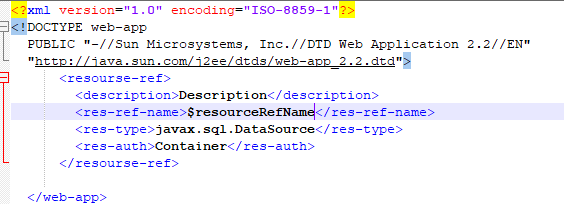 <?xml version="1.0" encoding="ISO-8859-1"?>
<!DOCTYPE web-app
PUBLIC "-//Sun Microsystems, Inc.//DTD Web Application 2.2//EN"
"http://java.sun.com/j2ee/dtds/web-app_2.2.dtd">
<resourse-ref>
<description>Description</description>
<res-ref-name>$resourceRefName</res-ref-name>
<res-type>javax.sql.DataSource</res-type>
<res-auth>Container</res-auth>
</resourse-ref>
</web-app>